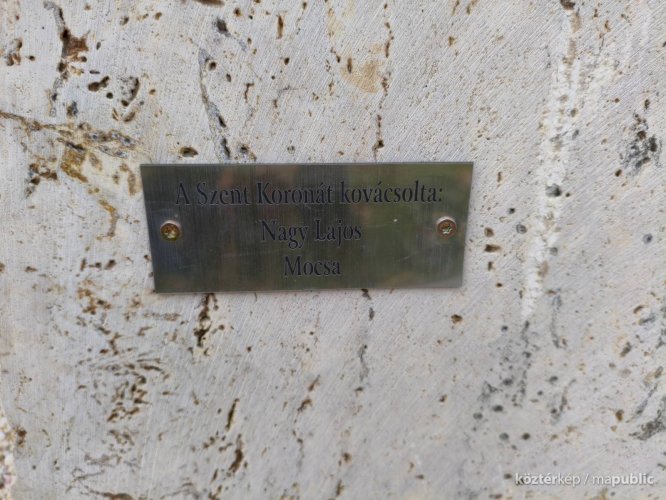 A Szent Koronát kovácsolta:
Nagy Lajos
Mocsa
köztérkép / mapublic